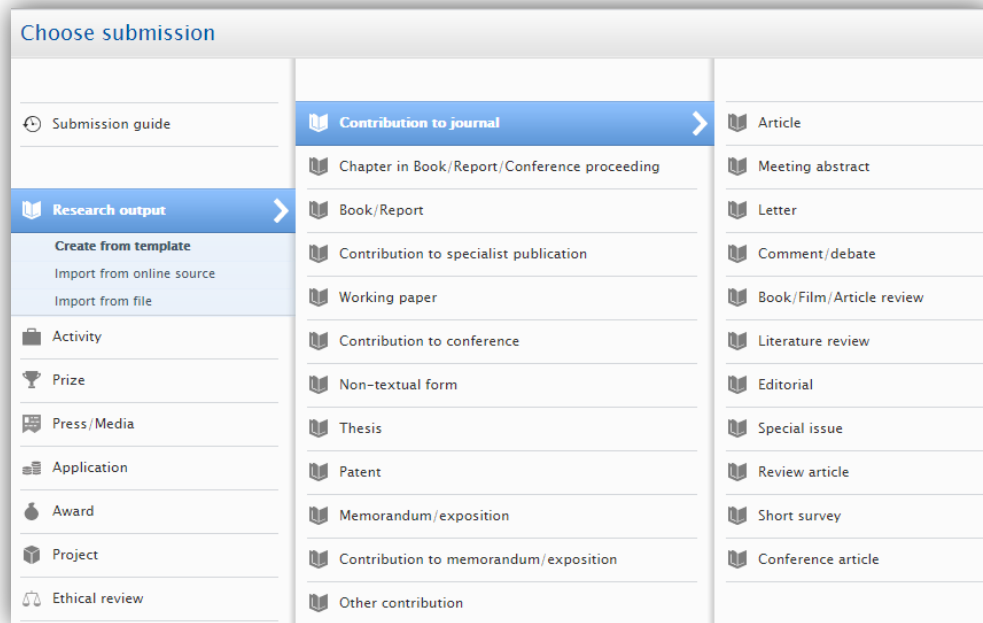 Choose submission
Submission guide
Research output
Create from template
Import from online source
Import from file
Activity
Prize
Press/Media
Application
Award
Project
Ethical review
Contribution to journal
Chapter in Book/Report/Conference proceeding
Book/Report
Contribution to specialist publication
Working paper
Contribution to conference
Non-textual form
Thesis
Patent
Memorandum/exposition
Contribution to memorandum/exposition
Other contribution
Article
Meeting abstract
Letter
Comment/debate
Book/Film/Article review
Literature review
Editorial
Special issue
Review article
Short survey
Conference article